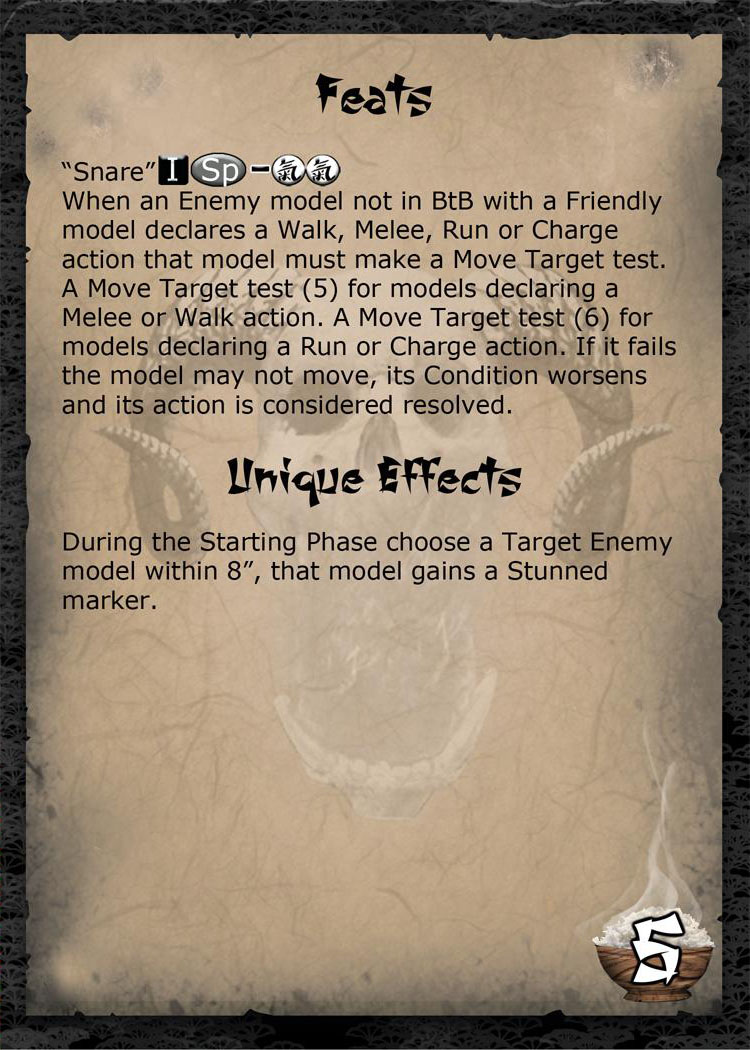 Feats
“Snare” I Sp - 氣 氣
When an Enemy model not in BtB with a Friendly
model declares a Walk, Melee, Run or Charge
action that model must make a Move Target test.
A Move Target test (5) for models declaring a
Melee or Walk action. A Move Target test (6) for
models declaring a Run or Charge action. If it fails
the model may not move, its Condition worsens
and its action is considered resolved.
Unique Effects
During the Starting Phase choose a Target Enemy
model within 8”, that model gains a Stunned
marker.
5